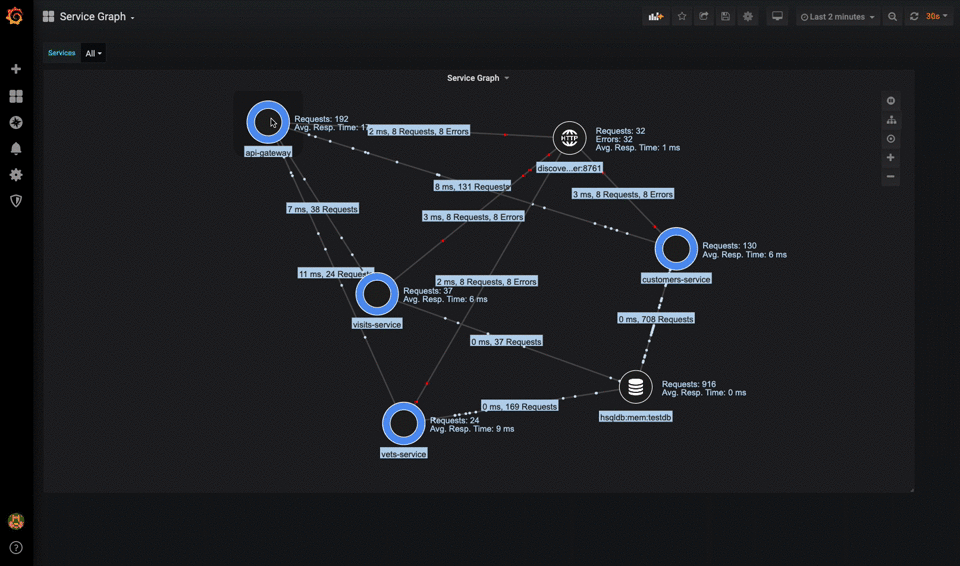 Service Graph
Last 2 minutes
30s
Services
All
Service Graph
Requests: 192
Avg. Resp. Time:
api-gateway
2 ms, 8 Requests, 8 Errors
HTTP
Requests: 32
Errors: 32
Avg. Resp. Time: 1 ms
discove...er:8761
8 ms, 131 Requests
3 ms, 8 Requests, 8 Errors
7 ms, 38 Requests
3 ms, 8 Requests, 8 Errors
Requests: 130
Avg. Resp. Time: 6 ms
customers-service
11 ms, 24 Requests
2 ms, 8 Requests, 8 Errors
Requests: 37
Avg. Resp. Time: 6 ms
visits-service
0 ms, 708 Requests
0 ms, 37 Requests
Requests: 916
Avg. Resp. Time: 0 ms
hsqldb:mem:testdb
0 ms, 169 Requests
Requests: 24
Avg. Resp. Time: 9 ms
vets-service